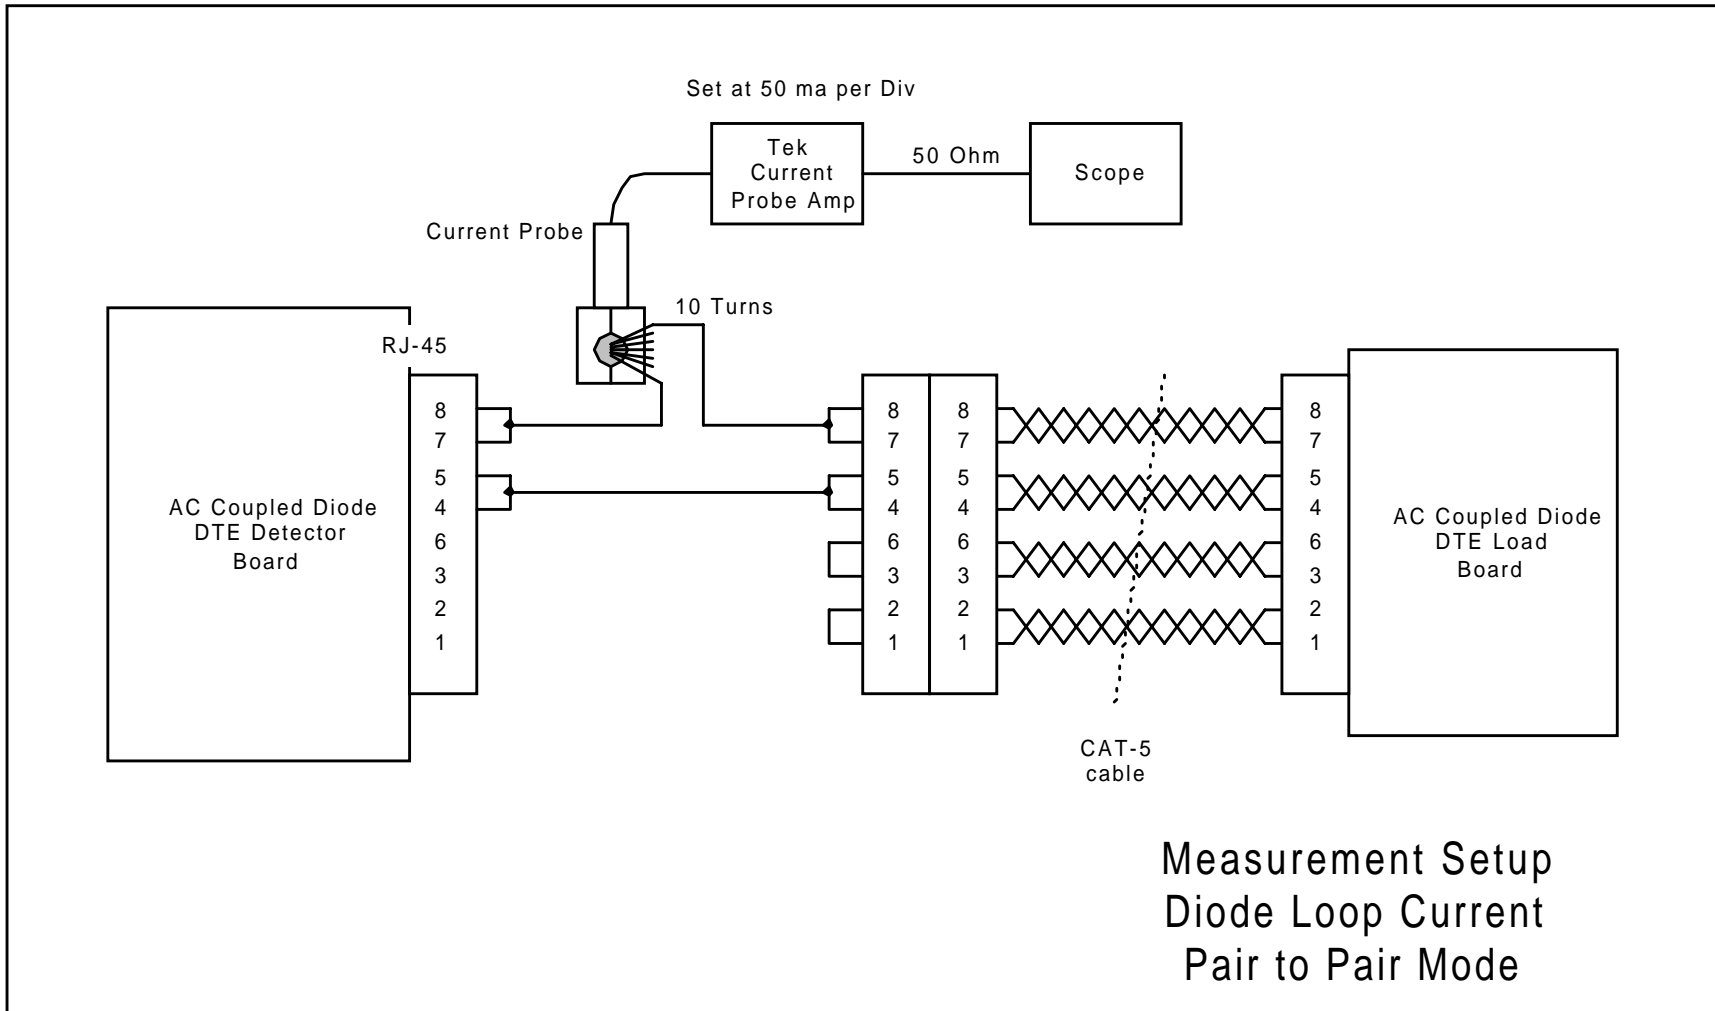 Set at 50 ma per Div
Tek
Current
Probe Amp
50 Ohm
Scope
Current Probe
10 Turns
RJ-45
8
7
5
4
6
3
2
1
8
7
5
4
6
3
2
1
8
7
5
4
6
3
2
1
8
7
5
4
6
3
2
1
AC Coupled Diode
DTE Detector
Board
AC Coupled Diode
DTE Load
Board
CAT-5
cable
Measurement Setup
Diode Loop Current
Pair to Pair Mode